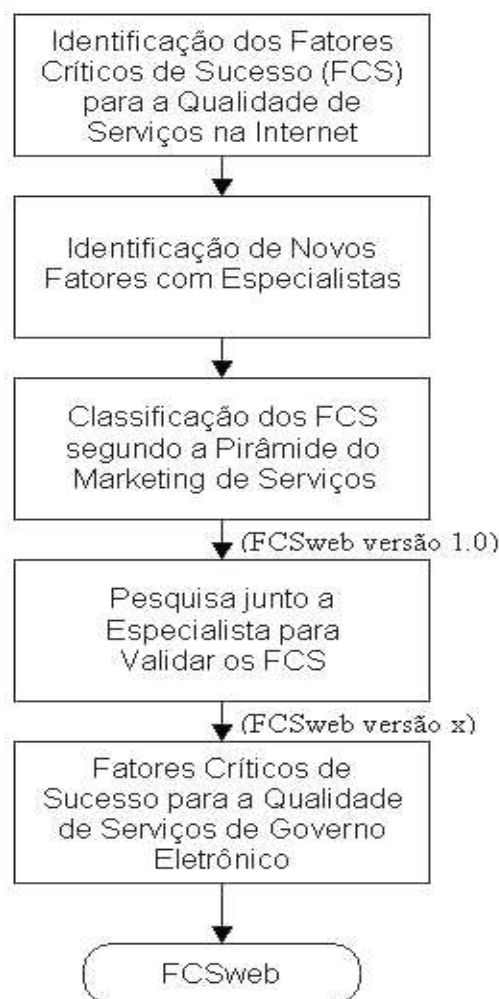 Identificação dos Fatores
Críticos de Sucesso (FCS)
para a Qualidade de
Serviços na Internet
Identificação de Novos
Fatores com Especialistas
Classificação dos FCS
segundo a Pirâmide do
Marketing de Serviços
(FCSweb versão 1.0)
Pesquisa junto a
Especialista para
Validar os FCS
(FCSweb versão x)
Fatores Críticos de
Sucesso para a Qualidade
de Serviços de Governo
Eletrônico
FCSweb